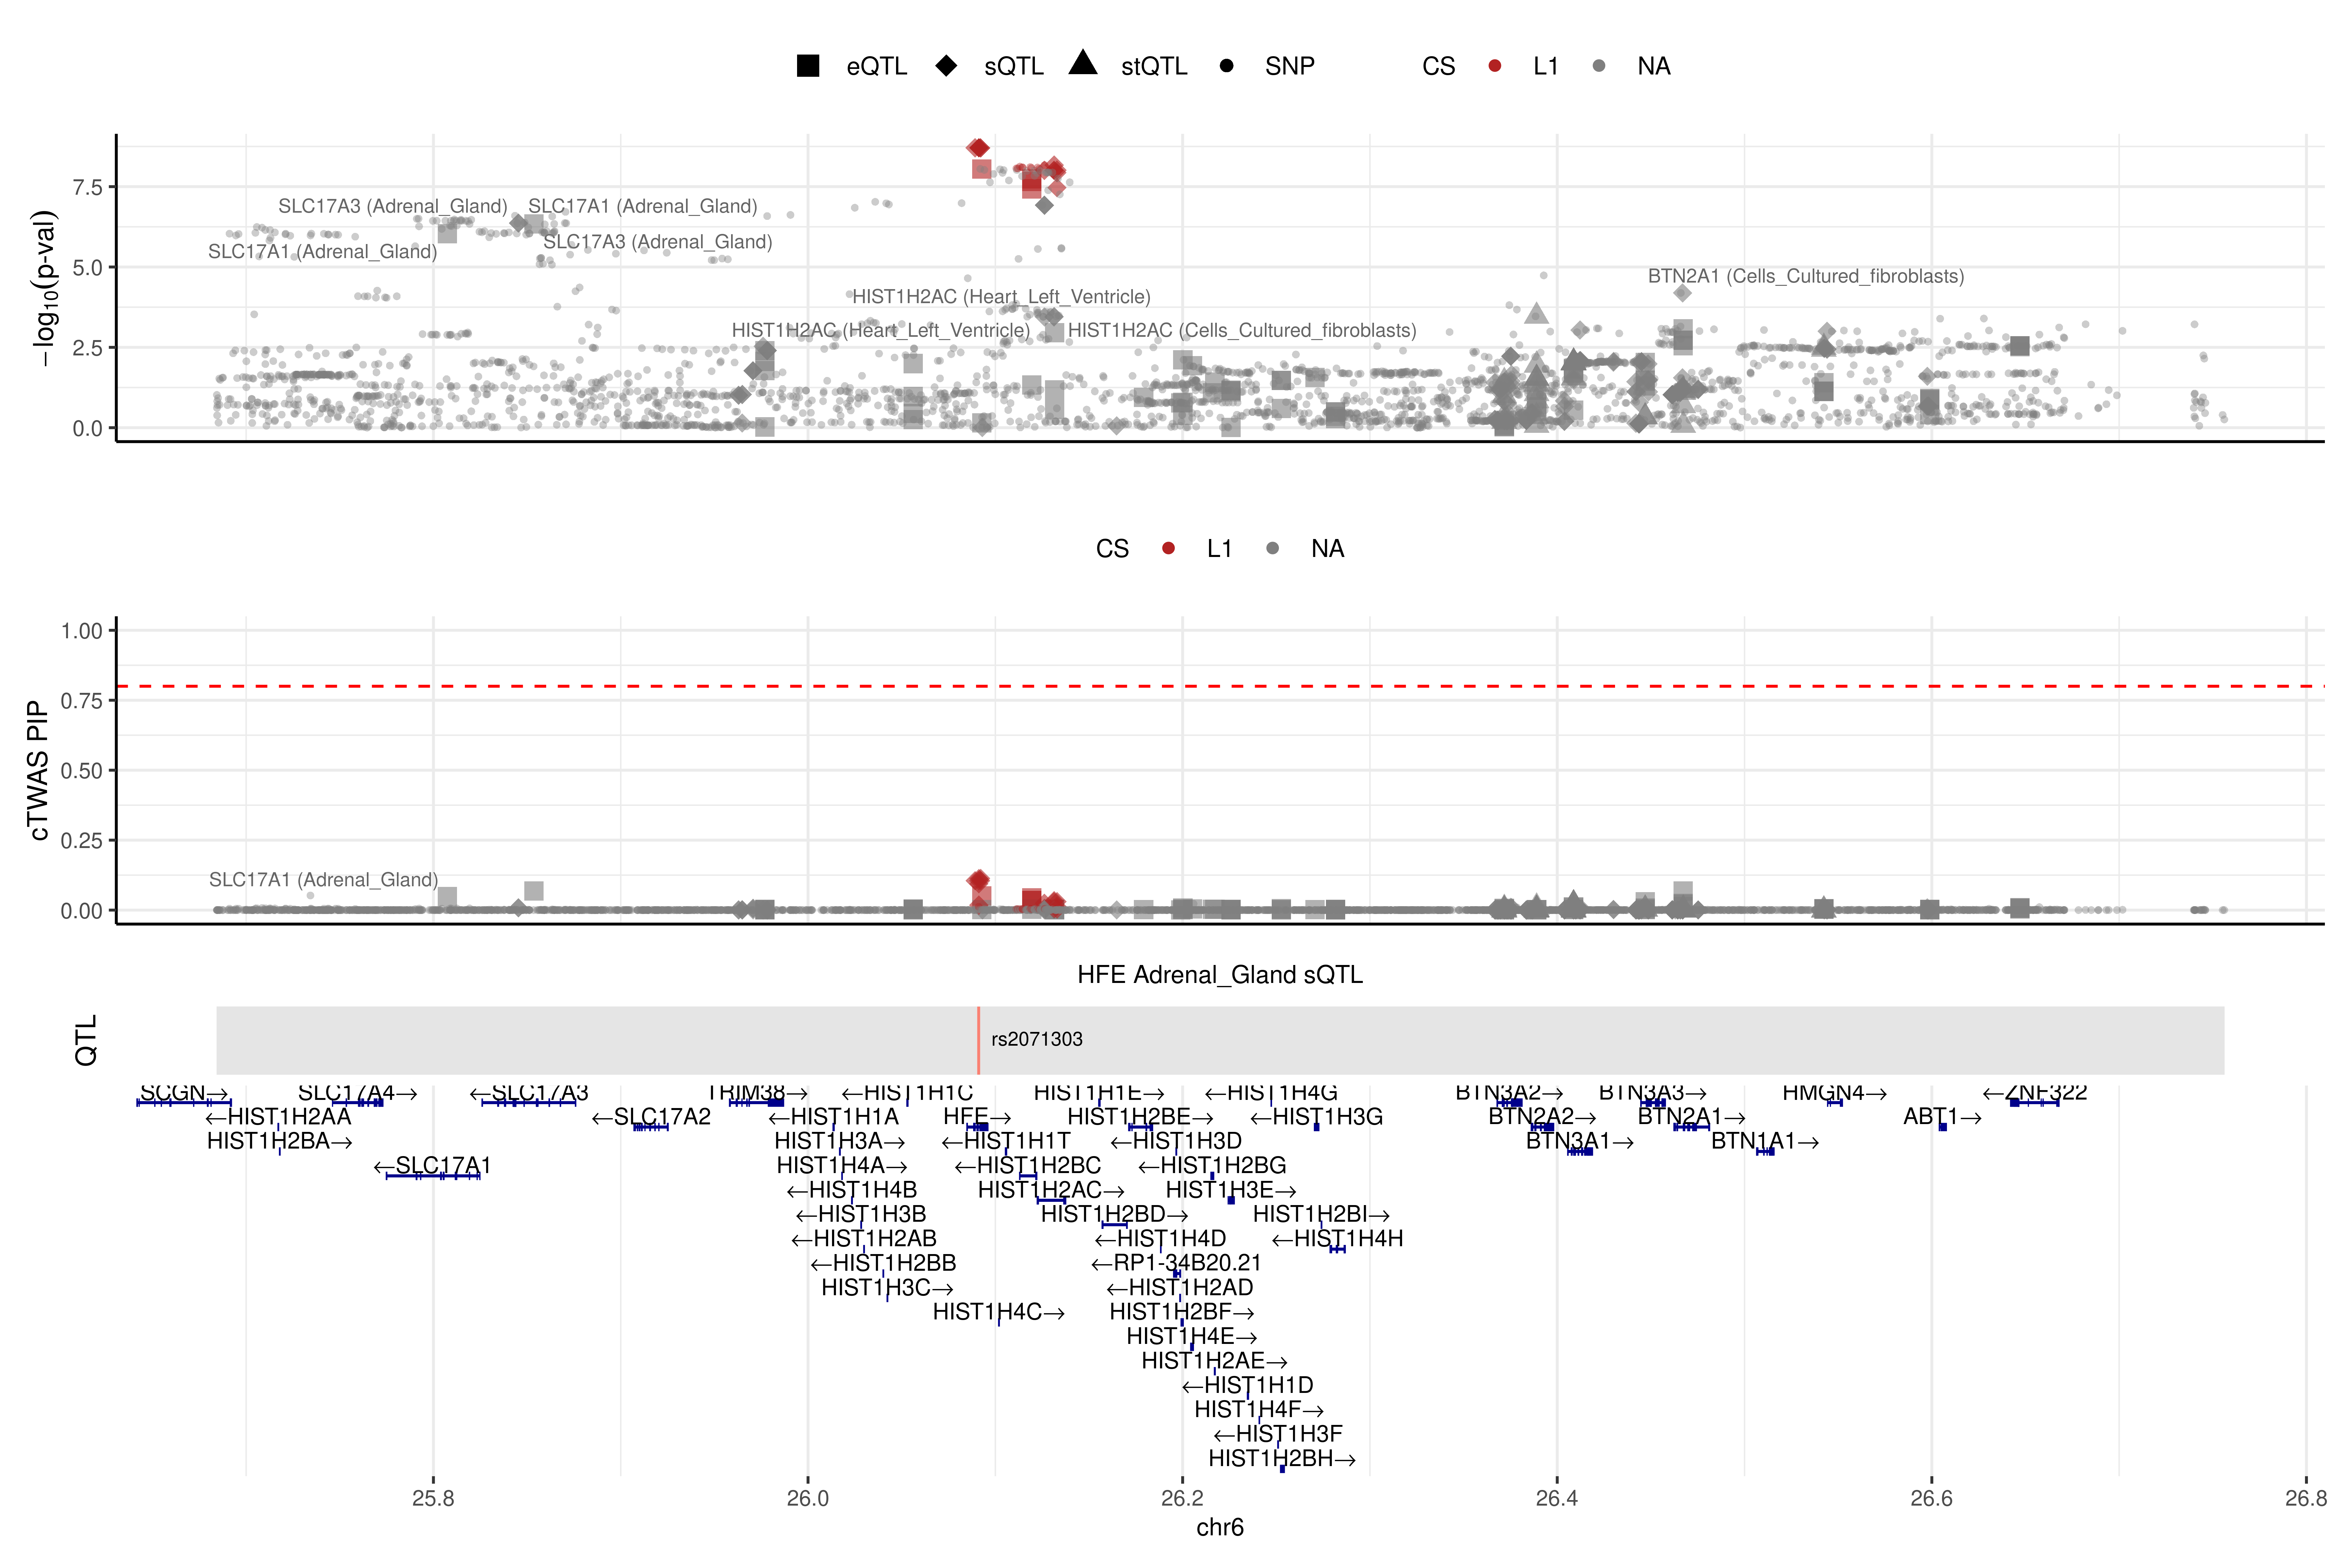 eQTL sQTL stQTL SNP CS L1 NA
−log10(p-val)
7.5
5.0
2.5
0.0
SLC17A3 (Adrenal_Gland)
SLC17A1 (Adrenal_Gland)
SLC17A3 (Adrenal_Gland)
SLC17A1 (Adrenal_Gland)
BTN2A1 (Cells_Cultured_fibroblasts)
HIST1H2AC (Heart_Left_Ventricle)
HIST1H2AC (Heart_Left_Ventricle)
HIST1H2AC (Cells_Cultured_fibroblasts)
CS L1 NA
cTWAS PIP
1.00
0.75
0.50
0.25
0.00
SLC17A1 (Adrenal_Gland)
HFE Adrenal_Gland sQTL
QTL
rs2071303
SCGN→ SLC17A4→ ←SLC17A3 TRIM38→ ←HIST1H1C HIST1H1E→ ←HIST1H4G BTN3A2→ BTN3A3→ HMGN4→ ←ZNF322
←HIST1H2AA ←SLC17A2 ←HIST1H1A HFE→ HIST1H2BE→ ←HIST1H3G BTN2A2→ BTN2A1→ ABT1→
HIST1H2BA→ HIST1H3A→ ←HIST1H1T ←HIST1H3D BTN3A1→ BTN1A1→
←SLC17A1 HIST1H4A→ ←HIST1H2BC ←HIST1H2BG
←HIST1H4B HIST1H2AC→ HIST1H3E→
←HIST1H3B HIST1H2BD→ HIST1H2BI→
←HIST1H2AB ←HIST1H4D ←HIST1H4H
←HIST1H2BB ←RP1-34B20.21
HIST1H3C→ ←HIST1H2AD
HIST1H4C→ HIST1H2BF→
HIST1H4E→
HIST1H2AE→
←HIST1H1D
HIST1H4F→
←HIST1H3F
HIST1H2BH→
25.8 26.0 26.2 26.4 26.6 26.8
chr6